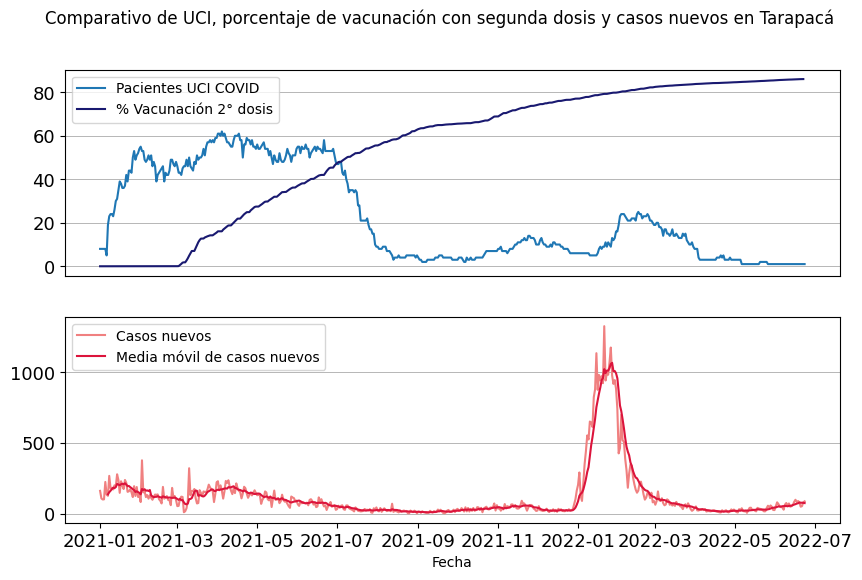 Comparativo de UCI, porcentaje de vacunación con segunda dosis y casos nuevos en Tarapacá
Pacientes UCI COVID
% Vacunación 2° dosis
80
60
40
20
0
Casos nuevos
Media móvil de casos nuevos
1000
500
0
2021-01 2021-03 2021-05 2021-07 2021-09 2021-11 2022-01 2022-03 2022-05 2022-07
Fecha